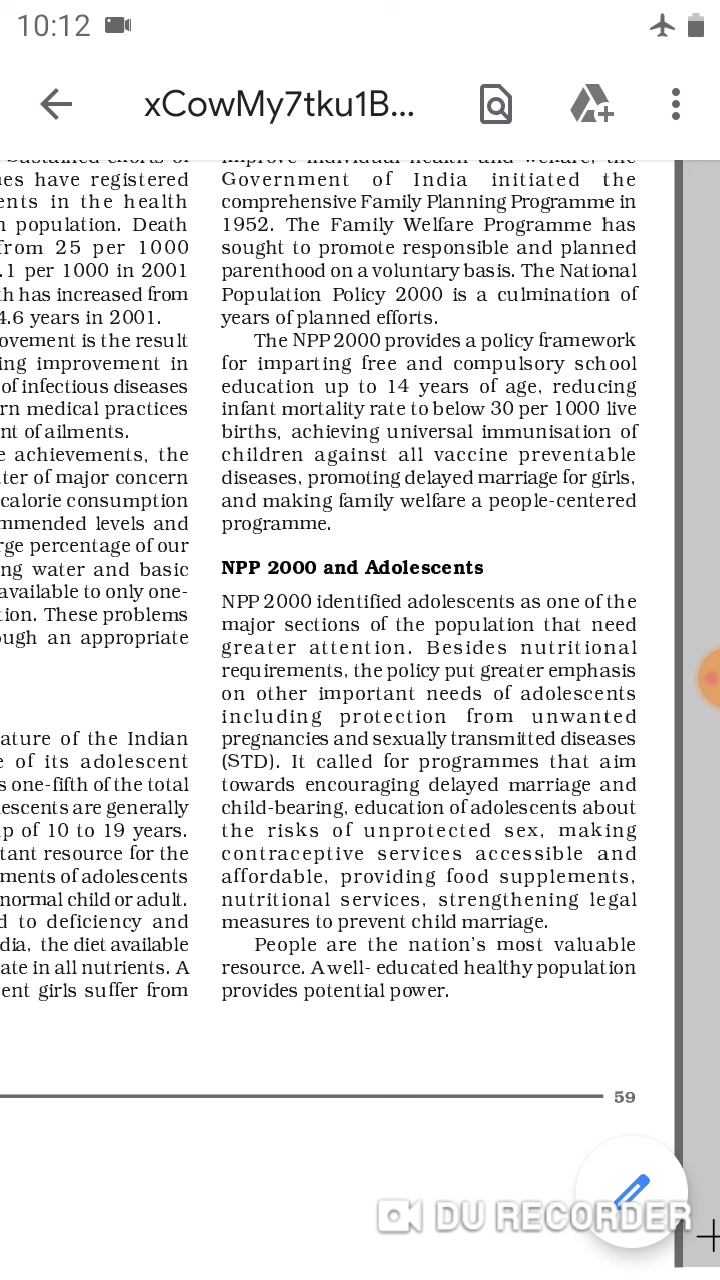 10:12
xCowMy7tku1B...
es have registered
ents in the health
population. Death
from 25 per 1000
.1 per 1000 in 2001
th has increased from
4.6 years in 2001.
ovement is the result
ing improvement in
of infectious diseases
rn medical practices
nt of ailments.
e achievements, the
ter of major concern
calorie consumption
mmended levels and
rge percentage of our
ng water and basic
available to only one-
tion. These problems
ough an appropriate
ature of the Indian
e of its adolescent
s one-fifth of the total
lescents are generally
p of 10 to 19 years.
tant resource for the
ments of adolescents
normal child or adult.
d to deficiency and
dia, the diet available
ate in all nutrients. A
ent girls suffer from
improve individual health and welfare, the
Government of India initiated the
comprehensive Family Planning Programme in
1952. The Family Welfare Programme has
sought to promote responsible and planned
parenthood on a voluntary basis. The National
Population Policy 2000 is a culmination of
years of planned efforts.
The NPP 2000 provides a policy framework
for imparting free and compulsory school
education up to 14 years of age, reducing
infant mortality rate to below 30 per 1000 live
births, achieving universal immunisation of
children against all vaccine preventable
diseases, promoting delayed marriage for girls,
and making family welfare a people-centered
programme.
NPP 2000 and Adolescents
NPP 2000 identified adolescents as one of the
major sections of the population that need
greater attention. Besides nutritional
requirements, the policy put greater emphasis
on other important needs of adolescents
including protection from unwanted
pregnancies and sexually transmitted diseases
(STD). It called for programmes that aim
towards encouraging delayed marriage and
child-bearing, education of adolescents about
the risks of unprotected sex, making
contraceptive services accessible and
affordable, providing food supplements,
nutritional services, strengthening legal
measures to prevent child marriage.
People are the nation's most valuable
resource. A well- educated healthy population
provides potential power.
59
DU RECORDER